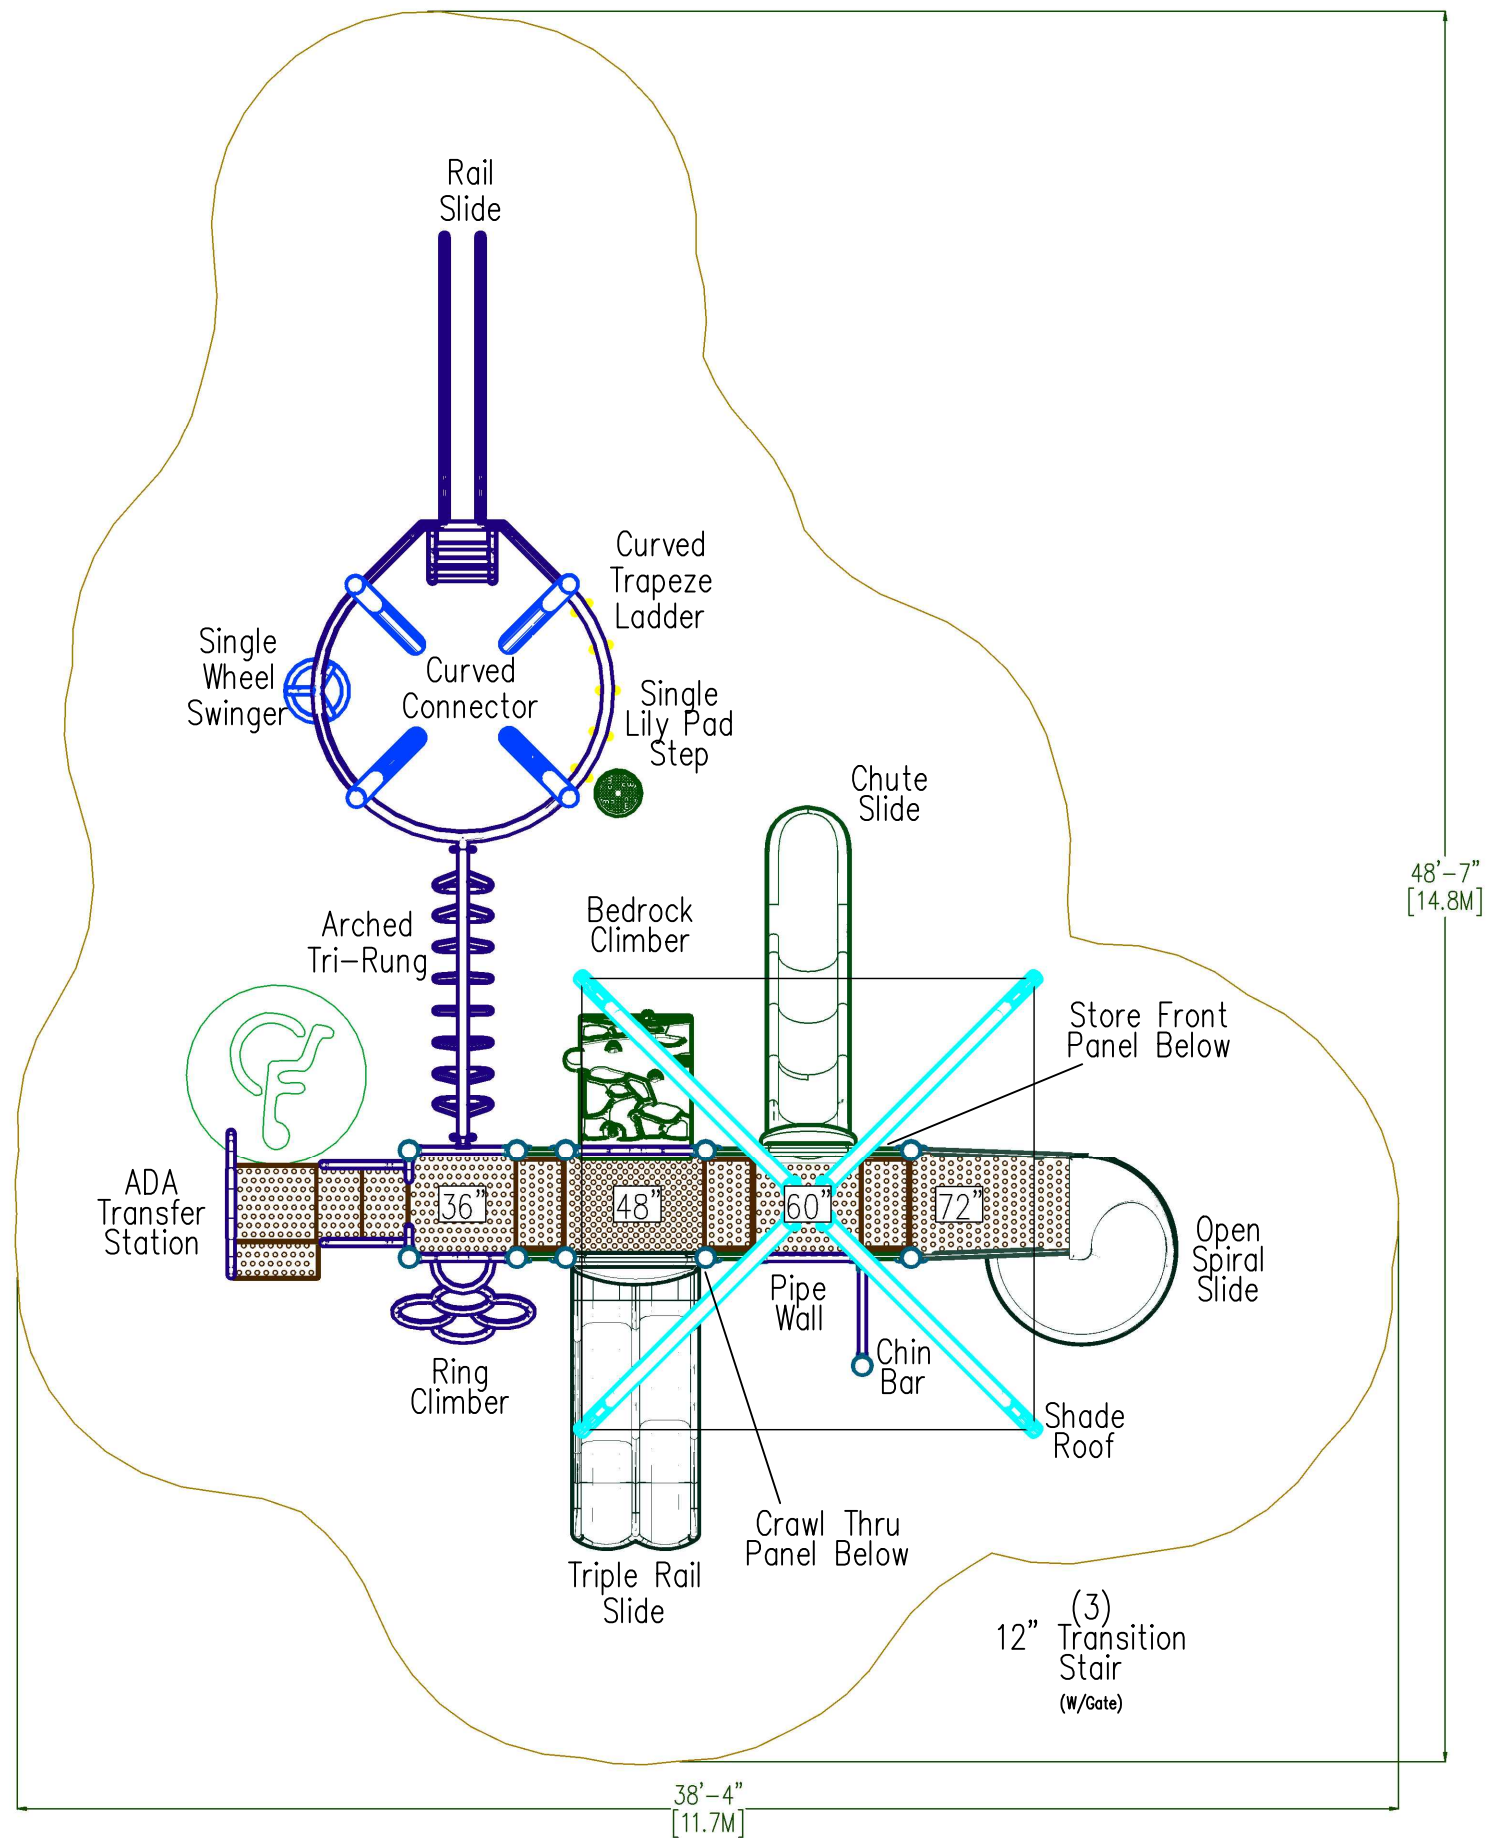 Rail
Slide
Curved
Trapeze
Ladder
Single
Wheel
Swinger
Curved
Connector
Single
Lily Pad
Step
Chute
Slide
48'-7"
[14.8M]
Bedrock
Climber
Arched
Tri-Rung
Store Front
Panel Below
ADA
Transfer
Station
36"
48"
60"
72"
Open
Spiral
Slide
Pipe
Wall
Chin
Bar
Ring
Climber
Shade
Roof
Crawl Thru
Panel Below
Triple Rail
Slide
(3)
12" Transition
Stair
(W/Gate)
38'-4"
[11.7M]